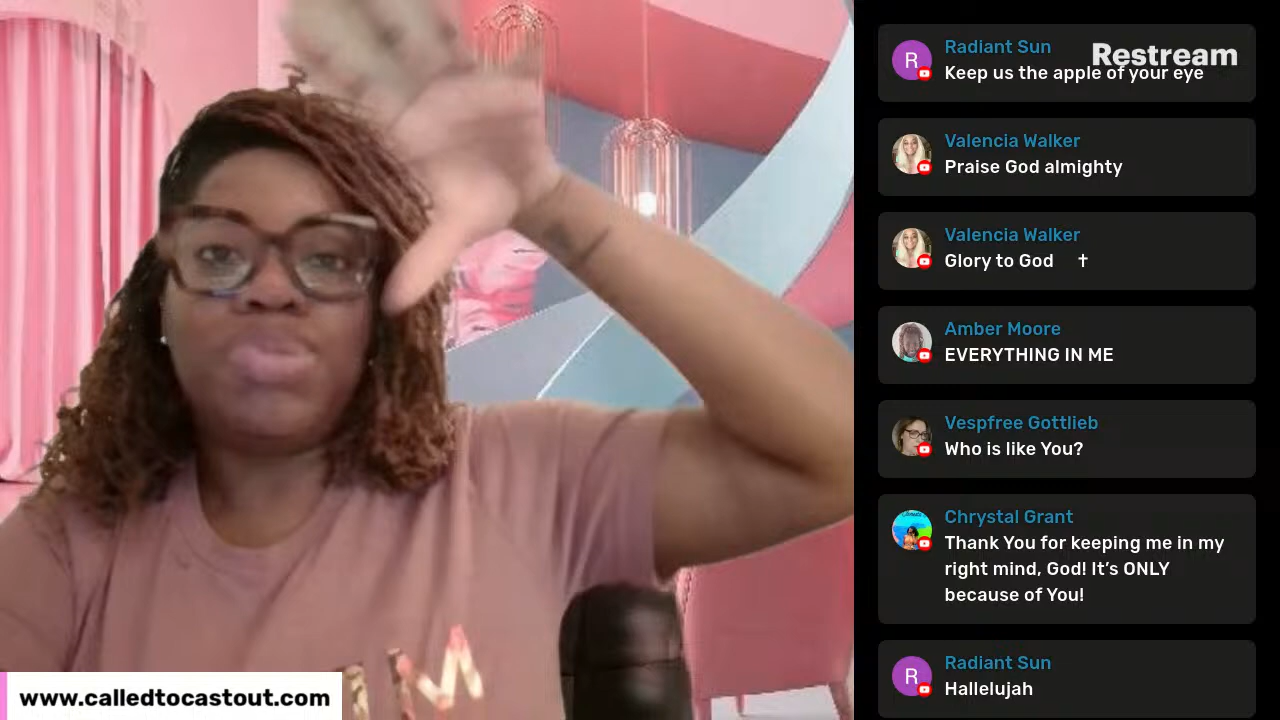 Radiant Sun
Restream
Keep us the apple of your eye
Valencia Walker
Praise God almighty
Valencia Walker
Glory to God ✝
Amber Moore
EVERYTHING IN ME
Vespfree Gottlieb
Who is like You?
Chrystal Grant
Thank You for keeping me in my
right mind, God! It’s ONLY
because of You!
Radiant Sun
Hallelujah
R
R
www.calledtocastout.com